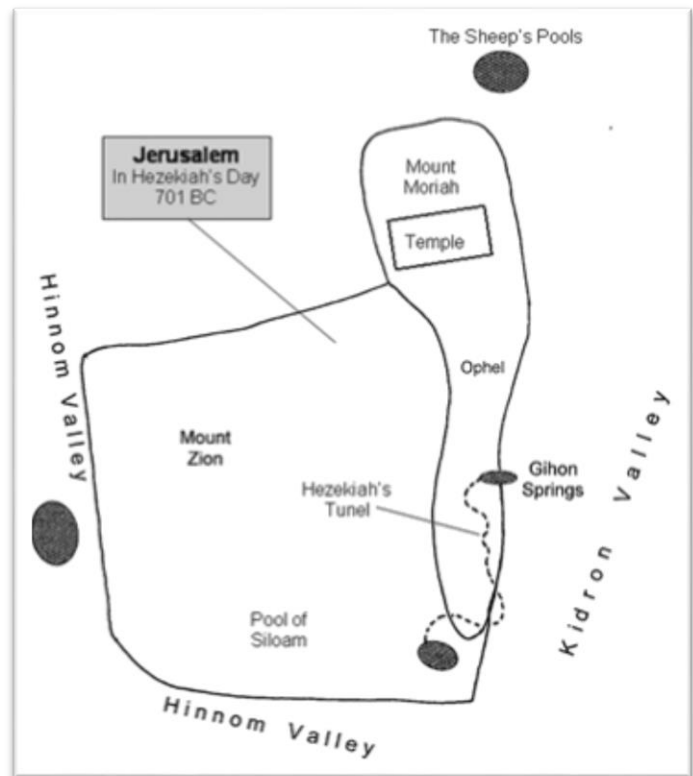 The Sheep's Pools
Jerusalem
In Hezekiah's Day
701 BC
Mount
Moriah
Temple
Hinnom Valley
Ophel
Mount
Zion
Gihon
Springs
Hezekiah's
Tunel
Kidron Valley
Pool of
Siloam
Hinnom Valley